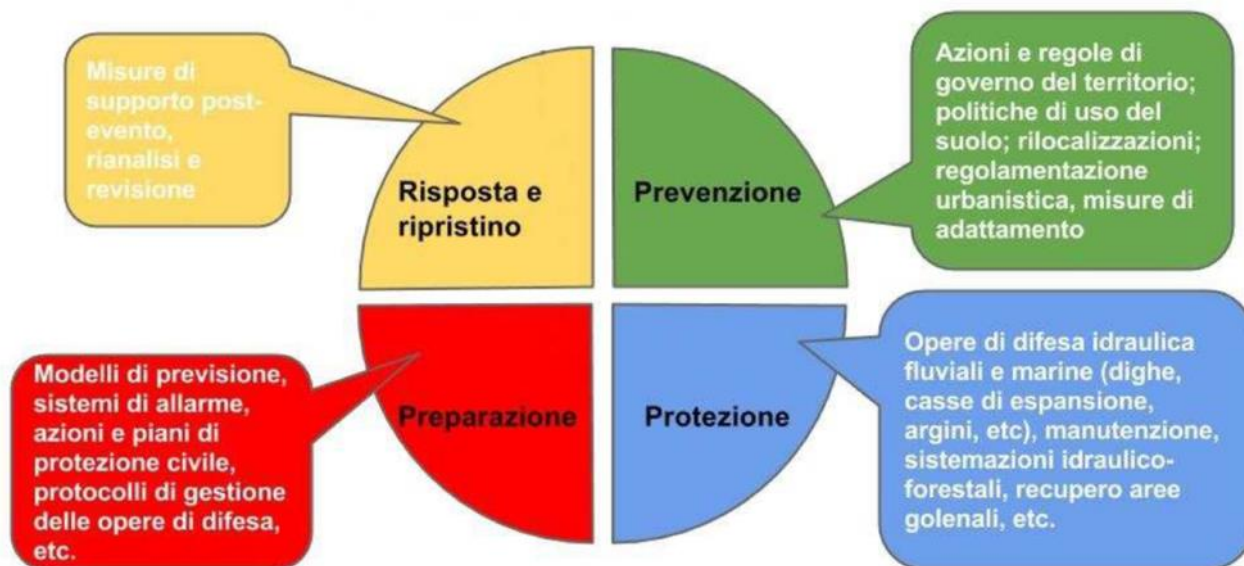 Misure di
supporto post-
evento,
rianalisi e
revisione
Risposta e
ripristino
Prevenzione
Azioni e regole di
governo del territorio;
politiche di uso del
suolo; rilocalizzazioni;
regolamentazione
urbanistica, misure di
adattamento
Modelli di previsione,
sistemi di allarme,
azioni e piani di
protezione civile,
protocolli di gestione
delle opere di difesa,
etc.
Preparazione
Protezione
Opere di difesa idraulica
fluviali e marine (dighe,
casse di espansione,
argini, etc), manutenzione,
sistemazioni idraulico-
forestali, recupero aree
golenali, etc.